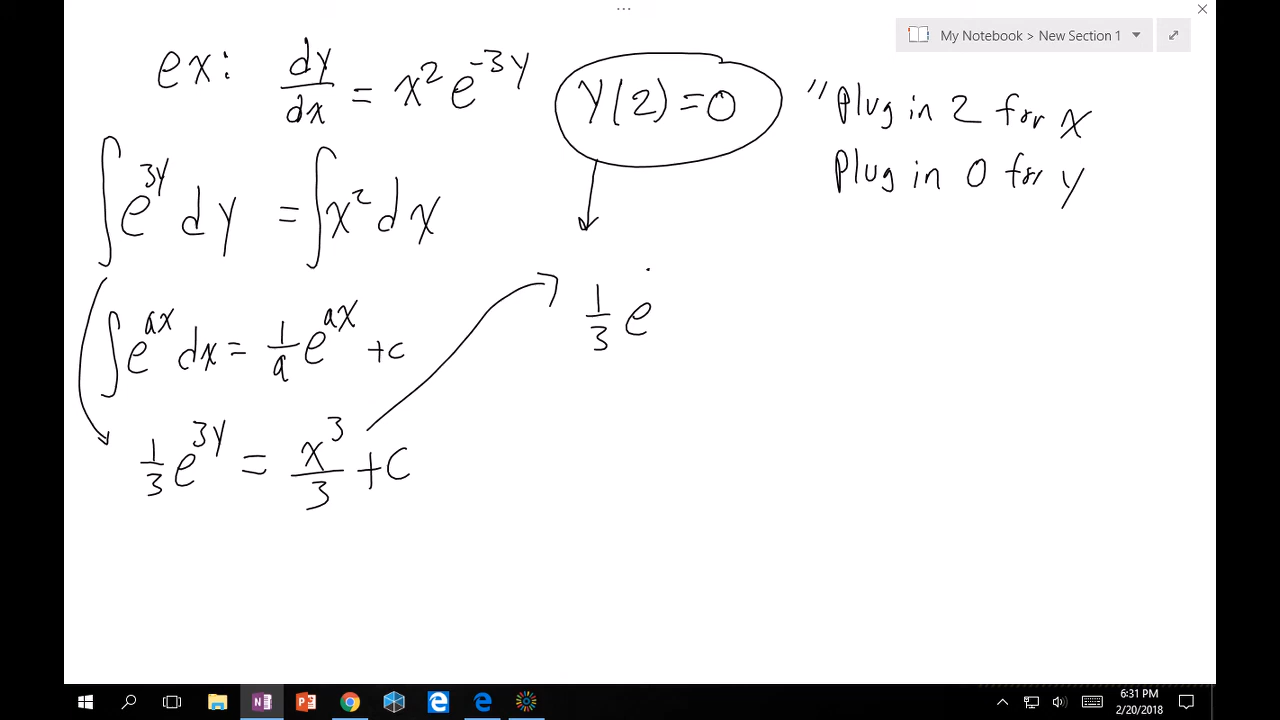 My Notebook > New Section 1
ex: dy/dx = x² e^-3y  y(2)=0  "Plug in 2 for x
Plug in 0 for y
∫e^3y dy = ∫x² dx
∫e^ax dx = 1/a e^ax +c
1/3 e
1/3 e^3y = x³/3 +C
6:31 PM
2/20/2018